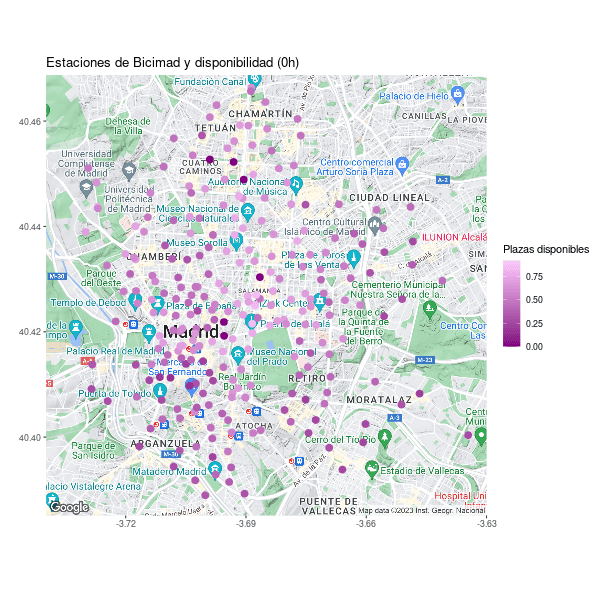 Estaciones de Bicimad y disponibilidad (0h)
Fundación Canal
Palacio de Hielo
CHAMARTÍN
CANILLAS
LA PIOVE
Dehesa de
la Villa
TETUÁN
Universidad
Complutense
de Madrid
CUATRO
CAMINOS
Centro comercial
Arturo Soria Plaza
A-2
Auditorio Nacional
de Música
Universidad
Politécnica
de Madrid
CIUDAD LINEAL
Museo Nacional de
Ciencias Naturales
Centro Cultural
Islámico de Madrid
Museo Sorolla
ILUNION Alcalá
CHAMBERÍ
Plaza de Toros
de Las Ventas
M-30
Parque
del Oeste
SALAMANCA
Cementerio Municipal
Nuestra Señora de la...
Templo de Debod
Plaza de España
Parque de
la Quinta de
la Fuente
del Berro
Madrid
Palacio Real de Madrid
Museo Nacional
del Prado
M-23
San Fernando
Real Jardín
Botánico
RETIRO
Puerta de Toledo
MORATALAZ
A-3
ATOCHA
Cerro del Tío Pío
Parque de
San Isidro
ARGANZUELA
M-30
Matadero Madrid
Av. de la Paz
Estadio de Vallecas
alacio Vistalegre Arena
PUENTE DE
VALLECAS
Hospital Uni
Google
Map data ©2023 Inst. Geogr. Nacional
40.46
40.44
40.42
40.40
-3.72
-3.69
-3.66
-3.63
Plazas disponibles
0.75
0.50
0.25
0.00